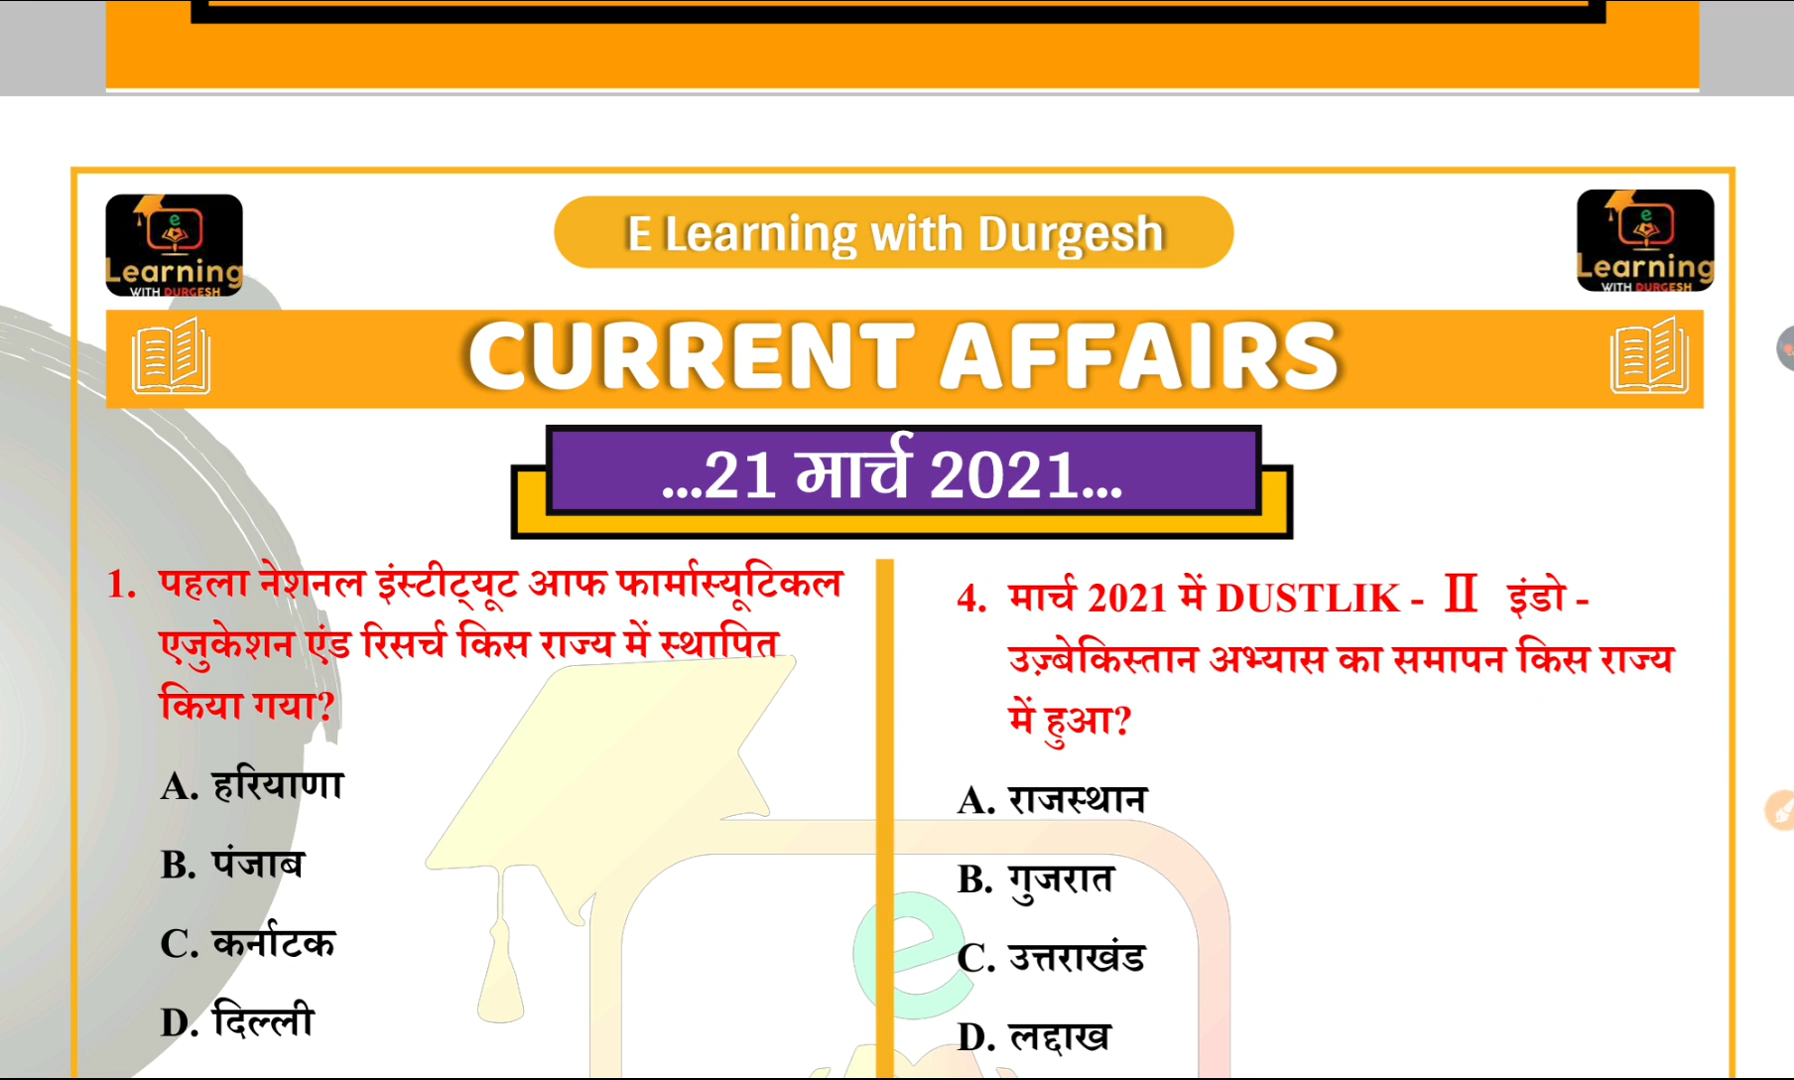 e
Learning
WITH DURGESH
E Learning with Durgesh
e
Learning
WITH DURGESH
CURRENT AFFAIRS
...21 मार्च 2021...
1. पहला नेशनल इंस्टीट्यूट आफ फार्मास्यूटिकल
एजुकेशन एंड रिसर्च किस राज्य में स्थापित
किया गया?
A. हरियाणा
B. पंजाब
C. कर्नाटक
D. दिल्ली
4. मार्च 2021 में DUSTLIK - II इंडो -
उज़्बेकिस्तान अभ्यास का समापन किस राज्य
में हुआ?
A. राजस्थान
B. गुजरात
C. उत्तराखंड
D. लद्दाख
e